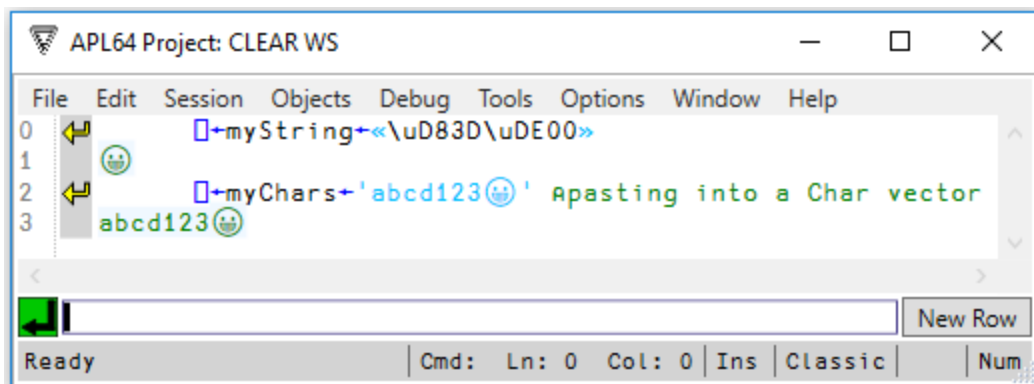 APL64 Project: CLEAR WS
File Edit Session Objects Debug Tools Options Window Help
0 ⎕←myString←«\uD83D\uDE00»
1 😀
2 ⎕←myChars←'abcd123😀' ⍝pasting into a Char vector
3 abcd123😀
New Row
Ready Cmd: Ln: 0 Col: 0 Ins Classic Num